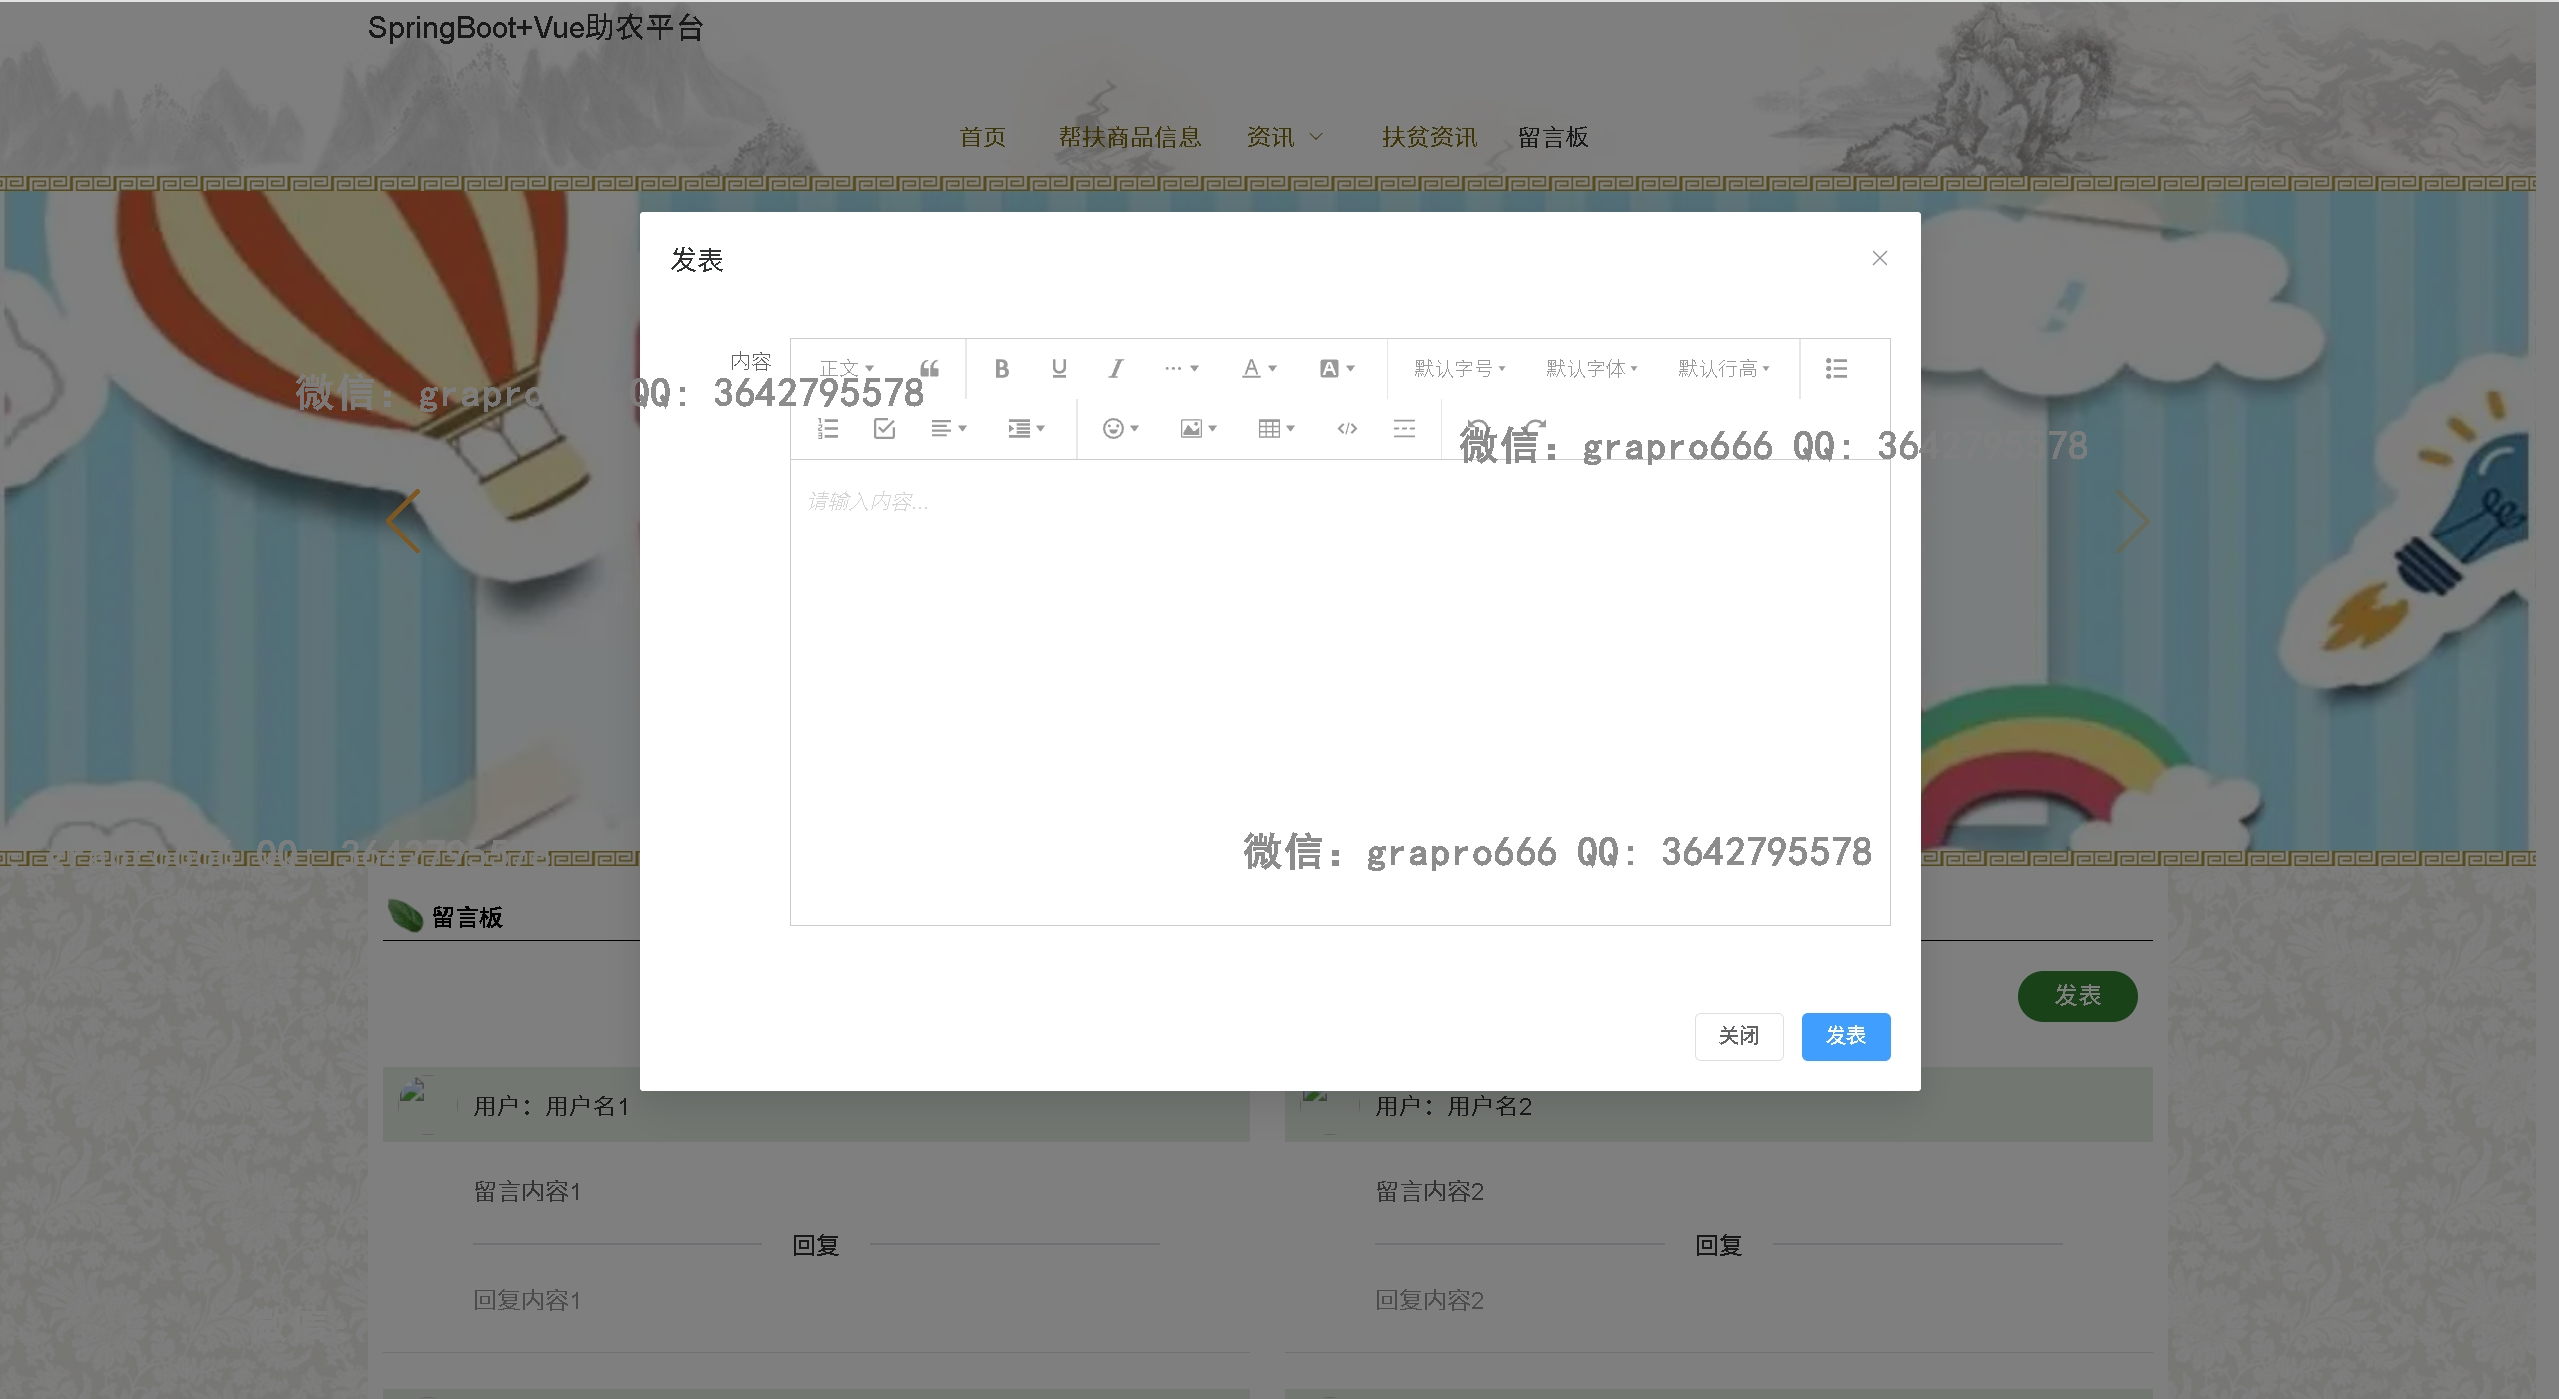 SpringBoot+Vue助农平台
首页 帮扶商品信息 资讯 扶贫资讯 留言板
发表
内容
正文 默认字号 默认字体 默认行高
微信: grapro QQ: 3642795578
微信: grapro666 QQ: 3642795578
请输入内容...
微信: grapro666 QQ: 3642795578
grapro666 QQ: 3642795578
留言板
发表
关闭 发表
用户：用户名1
留言内容1
回复
回复内容1
用户：用户名2
留言内容2
回复
回复内容2